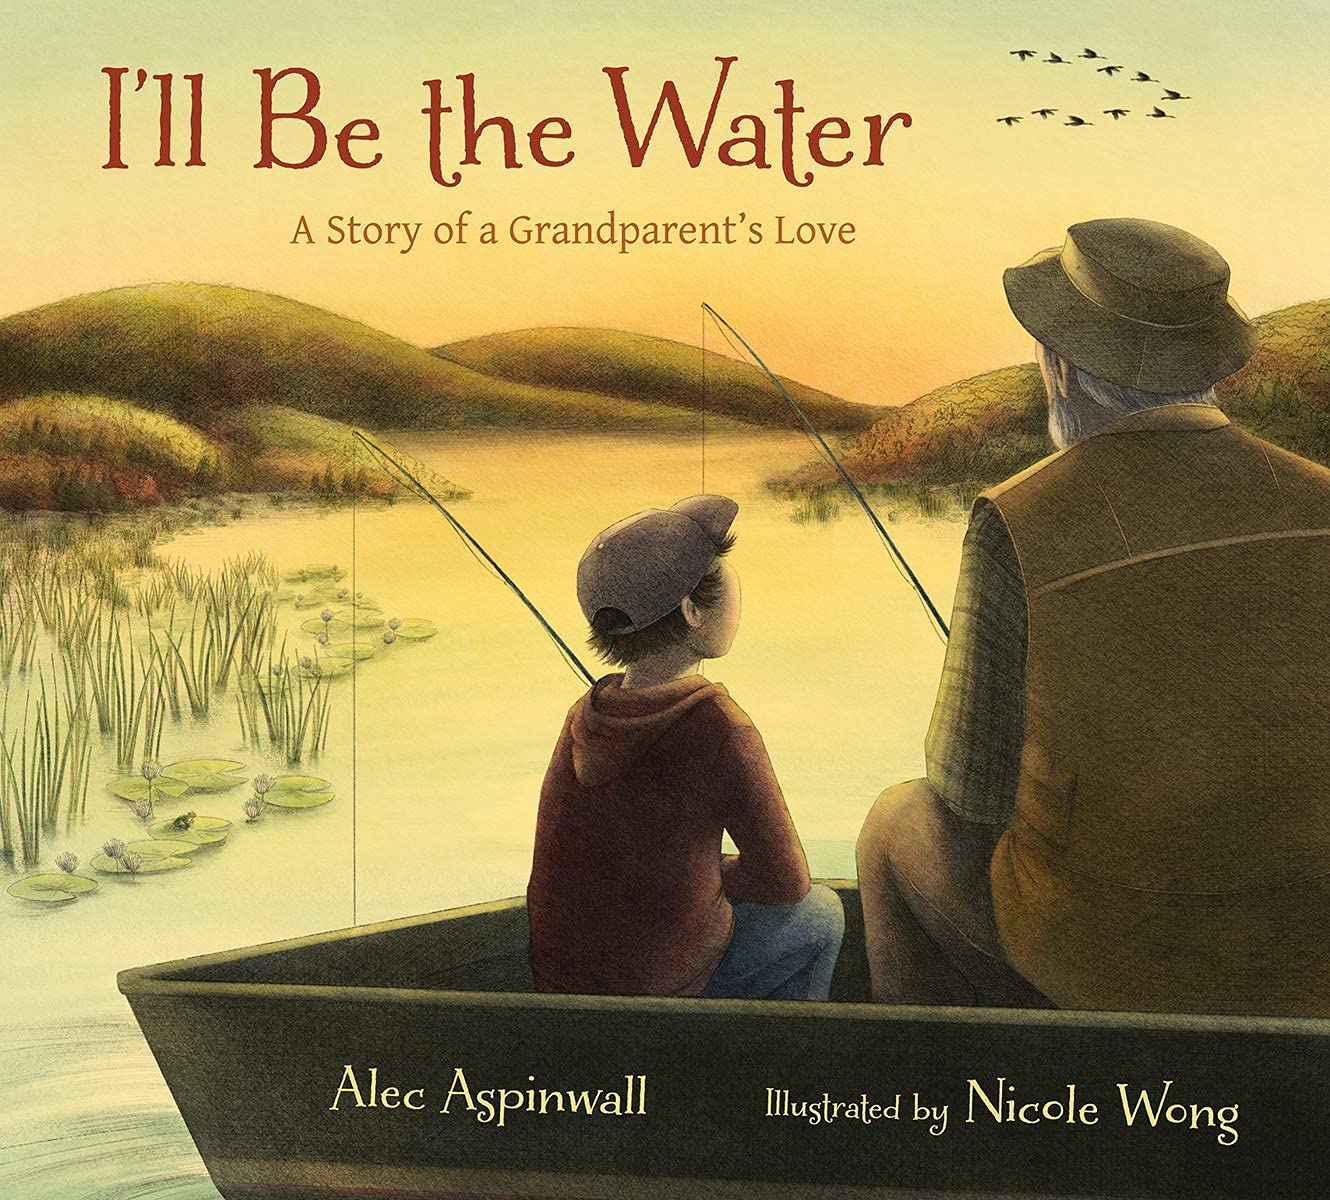 I'll Be the Water
A Story of a Grandparent's Love
Alec Aspinwall
Illustrated by Nicole Wong